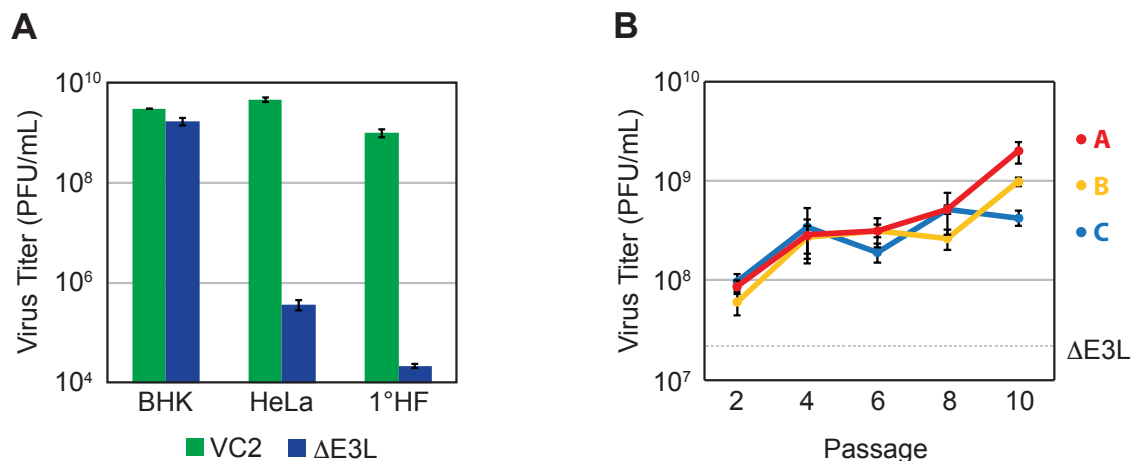 A
Virus Titer (PFU/mL)
10^10
10^8
10^6
10^4
BHK HeLa 1°HF
VC2 ΔE3L
B
Virus Titer (PFU/mL)
10^10
10^9
10^8
10^7
2 4 6 8 10
Passage
A
B
C
ΔE3L